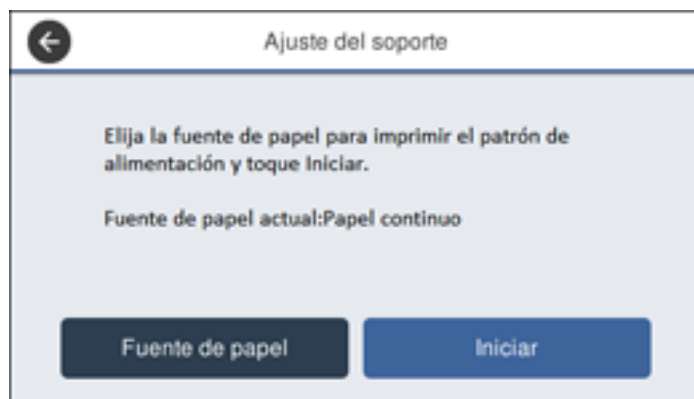 Ajuste del soporte
Elija la fuente de papel para imprimir el patrón de
alimentación y toque Iniciar.
Fuente de papel actual:Papel continuo
Fuente de papel
Iniciar